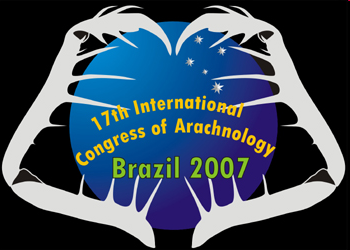 17th International
Congress of Arachnology
Brazil 2007